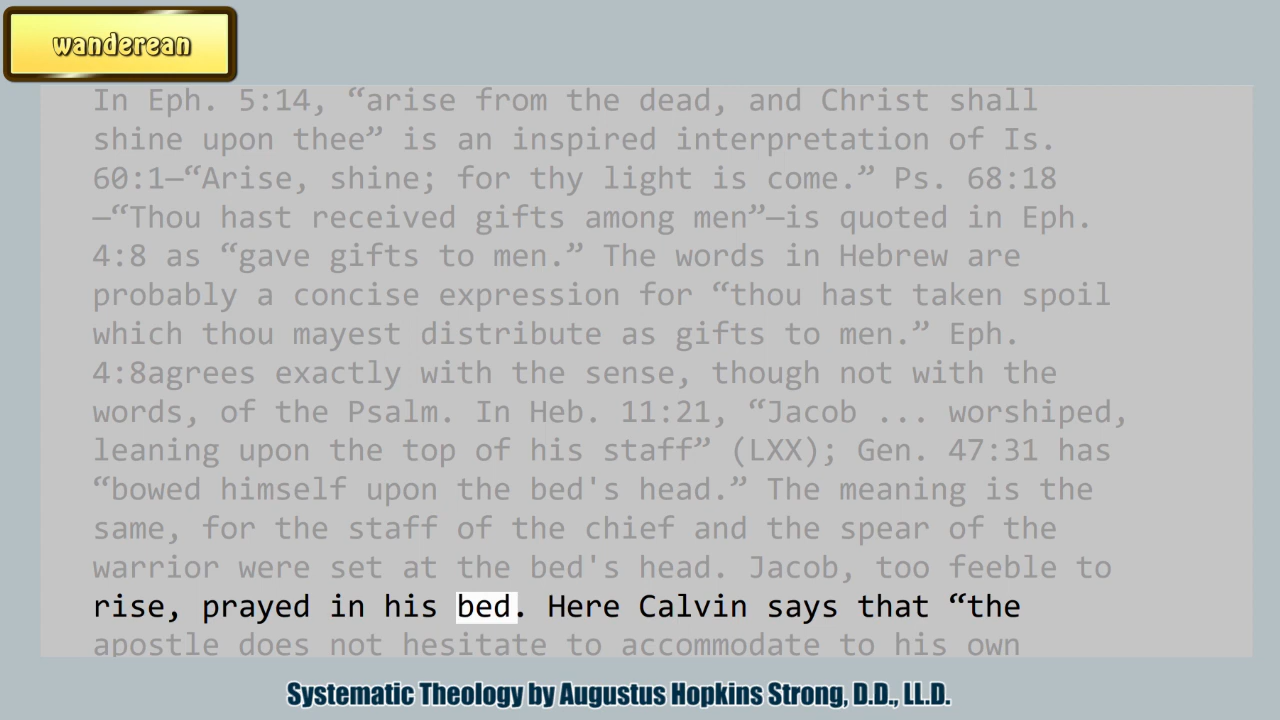 wanderean
In Eph. 5:14, “arise from the dead, and Christ shall
shine upon thee” is an inspired interpretation of Is.
60:1—“Arise, shine; for thy light is come.” Ps. 68:18
—“Thou hast received gifts among men”—is quoted in Eph.
4:8 as “gave gifts to men.” The words in Hebrew are
probably a concise expression for “thou hast taken spoil
which thou mayest distribute as gifts to men.” Eph.
4:8agrees exactly with the sense, though not with the
words, of the Psalm. In Heb. 11:21, “Jacob ... worshiped,
leaning upon the top of his staff” (LXX); Gen. 47:31 has
“bowed himself upon the bed's head.” The meaning is the
same, for the staff of the chief and the spear of the
warrior were set at the bed's head. Jacob, too feeble to
rise, prayed in his bed. Here Calvin says that “the
apostle does not hesitate to accommodate to his own
Systematic Theology by Augustus Hopkins Strong, D.D., LL.D.